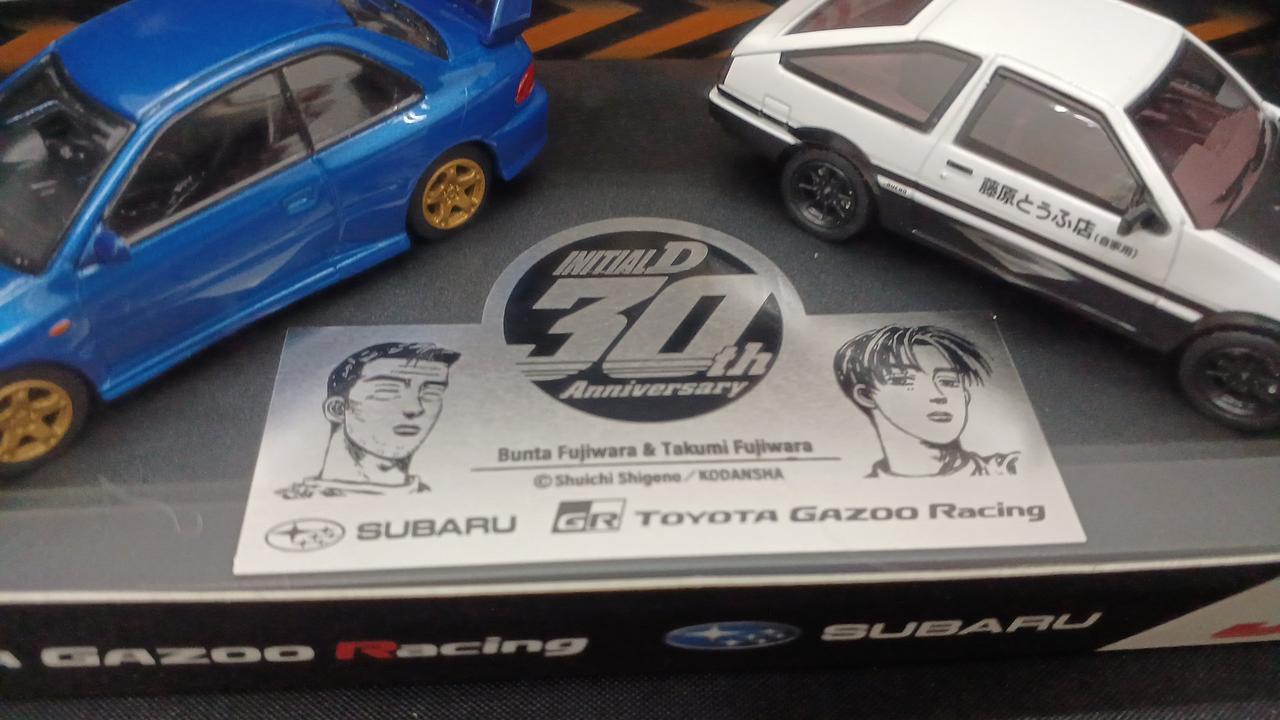 藤原とうふ店(自家用)
INITIAL D
30th
Anniversary
Bunta Fujiwara & Takumi Fujiwara
©Shuichi Shigeno/KODANSHA
SUBARU
GR TOYOTA GAZOO Racing
A GAZOO Racing
SUBARU